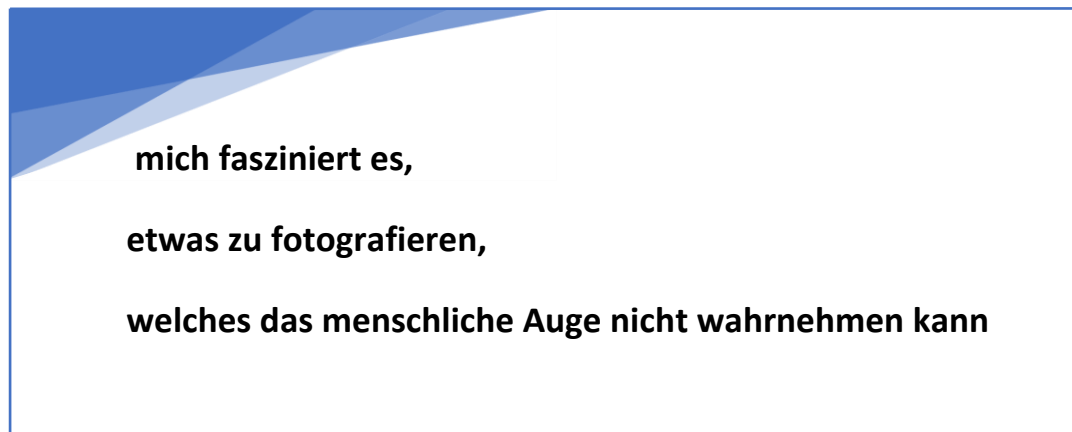 mich fasziniert es,
etwas zu fotografieren,
welches das menschliche Auge nicht wahrnehmen kann